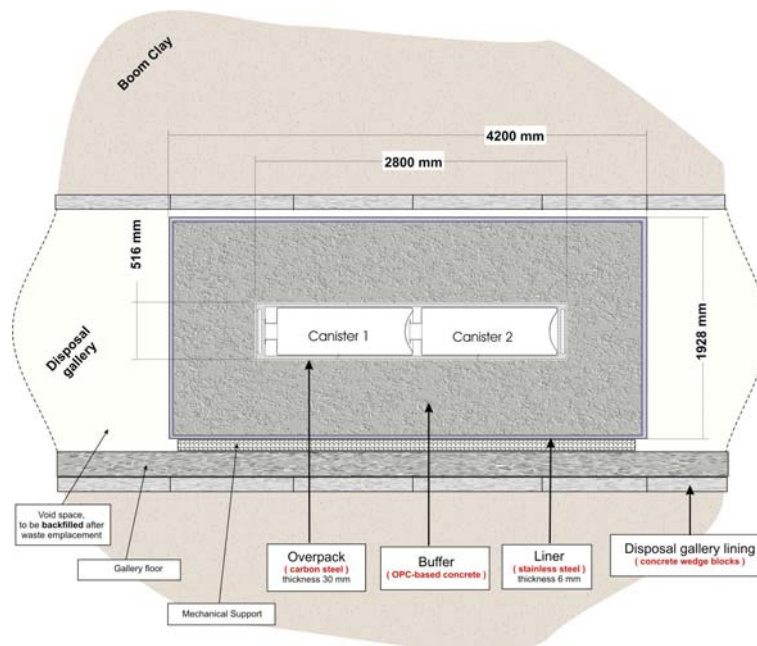 Boom Clay
4200 mm
2800 mm
516 mm
Canister 1
Canister 2
1928 mm
Disposal
gallery
Void space,
to be backfilled after
waste emplacement
Gallery floor
Mechanical Support
Overpack
( carbon steel )
thickness 30 mm
Buffer
( OPC-based concrete )
Liner
( stainless steel )
thickness 6 mm
Disposal gallery lining
( concrete wedge blocks )